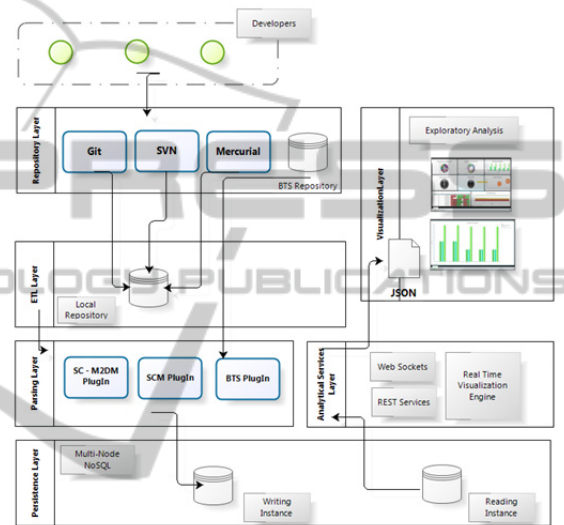 Developers
Repository Layer
Git
SVN
Mercurial
BTS Repository
Exploratory Analysis
VisualizationLayer
JSON
ETL Layer
Local
Repository
Parsing Layer
SC - M2DM
PlugIn
SCM PlugIn
BTS PlugIn
Analytical Services
Layer
Web Sockets
REST Services
Real Time
Visualization
Engine
Persistence Layer
Multi-Node
NoSQL
Writing
Instance
Reading
Instance
PUBLICATIONS